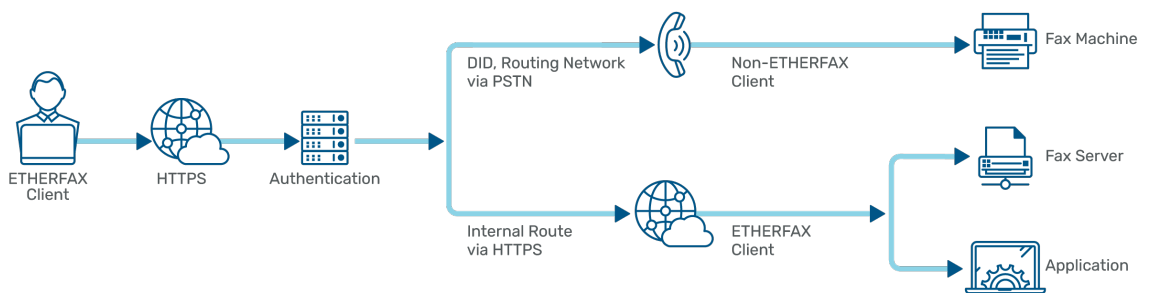 ETHERFAX
Client
HTTPS
Authentication
DID, Routing Network
via PSTN
Non-ETHERFAX
Client
Fax Machine
Internal Route
via HTTPS
ETHERFAX
Client
Fax Server
Application